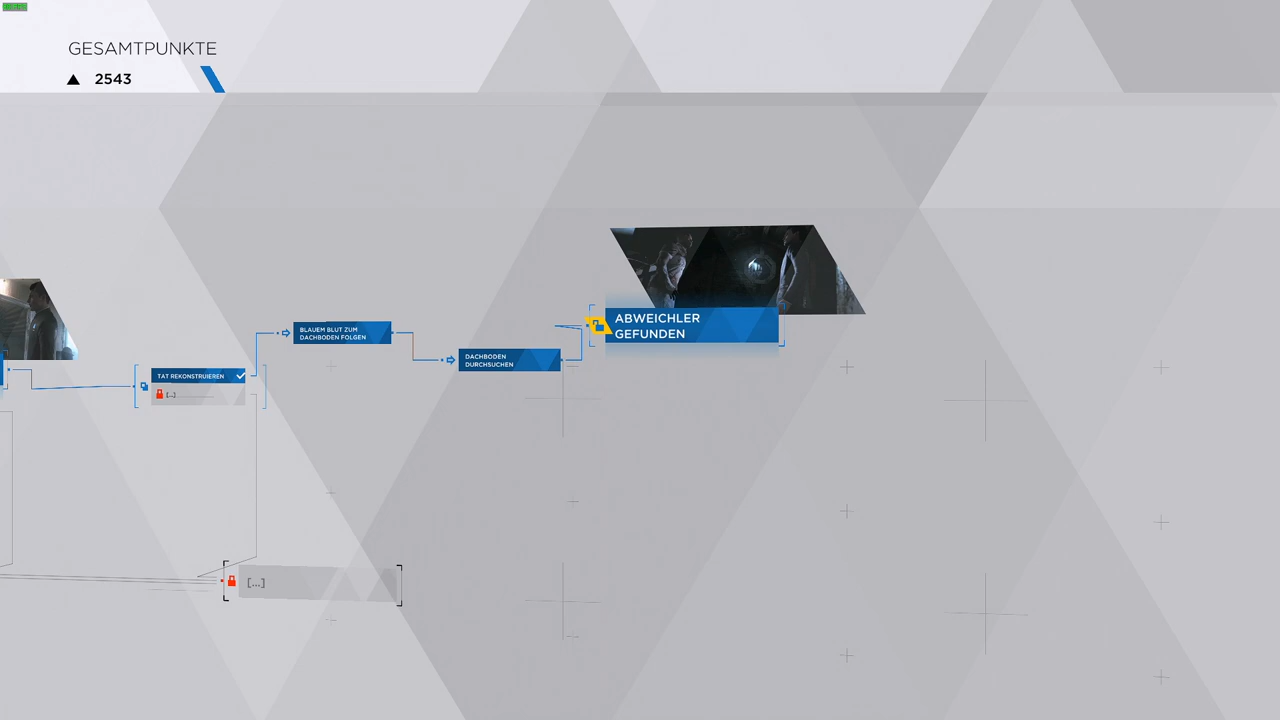 GESAMTPUNKTE
2543
ABWEICHLER
GEFUNDEN
BLAUEM BLUT ZUM
DACHBODEN FOLGEN
DACHBODEN
DURCHSUCHEN
TAT REKONSTRUIEREN
[...]
[...]